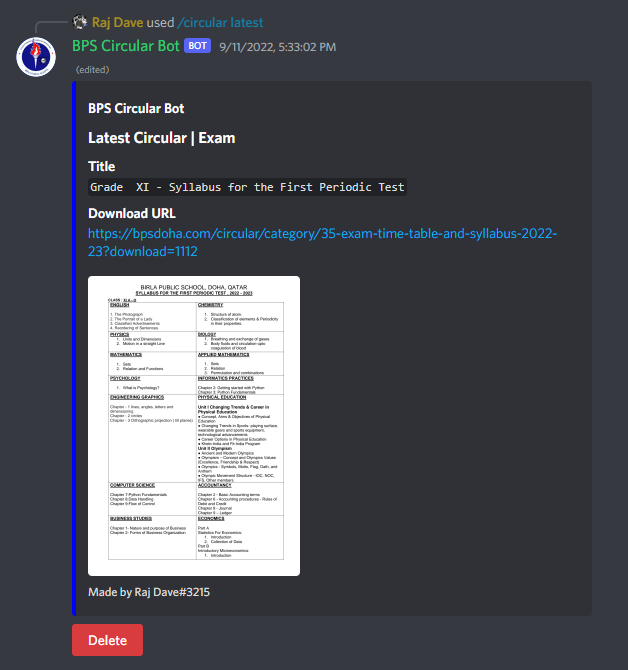 Raj Dave used /circular latest
BPS Circular Bot BOT 9/11/2022, 5:33:02 PM
(edited)
BPS Circular Bot
Latest Circular | Exam
Title
Grade  XI - Syllabus for the First Periodic Test
Download URL
https://bpsdoha.com/circular/category/35-exam-time-table-and-syllabus-2022-
23?download=1112
BIRLA PUBLIC SCHOOL, DOHA, QATAR
SYLLABUS FOR THE FIRST PERIODIC TEST , 2022 - 2023
ENGLISH
1. The Photograph
2. The Portrait of a Lady
3. Classified Advertisements
4. Reordering of Sentences
CHEMISTRY
1. Structure of atom.
2. Classification of elements & Periodicity
in their properties.
PHYSICS
1. Units and Dimensions
2. Motion in a straight Line
BIOLOGY
1. Breathing and exchange of gases
2. Body fluids and circulation upto
coagulation of blood
MATHEMATICS
1. Sets
2. Relation and Functions
APPLIED MATHEMATICS
1. Sets
2. Relation
3. Permutation and combinations
PSYCHOLOGY
1. What is Psychology?
INFORMATICS PRACTICES
Chapter 2: Getting started with Python
Chapter 3: Python Fundamentals
ENGINEERING GRAPHICS
Chapter - 1 lines, angles, letters and
dimensioning
Chapter - 2 circles
Chapter - 3 Orthographic projection ( till planes)
PHYSICAL EDUCATION
Unit I Changing Trends & Career in
Physical Education
● Concept, Aims & Objectives of Physical
Education
● Changing Trends in Sports- playing surface,
wearable gears and sports equipment,
technological advancements
● Career Options in Physical Education
● Khelo-India and Fit-India Program
Unit II Olympism
● Ancient and Modern Olympics
● Olympism – Concept and Olympics Values
(Excellence, Friendship & Respect)
● Olympics - Symbols, Motto, Flag, Oath, and
Anthem
● Olympic Movement Structure - IOC, NOC,
IFS, Other members
COMPUTER SCIENCE
Chapter 7:Python Fundamentals
Chapter 8:Data Handling
Chapter 9:Flow of Control
ACCOUNTANCY
Chapter 2 - Basic Accounting terms
Chapter 6 - Accounting procedures - Rules of
Debit and Credit
Chapter 8 - Journal
Chapter 9 – Ledger
BUSINESS STUDIES
Chapter 1- Nature and purpose of Business
Chapter 2- Forms of Business Organization
ECONOMICS
Part A
Statistics For Economics:
1. Introduction
2. Collection of Data
Part B
Introductory Microeconomics:
1. Introduction
Made by Raj Dave#3215
Delete